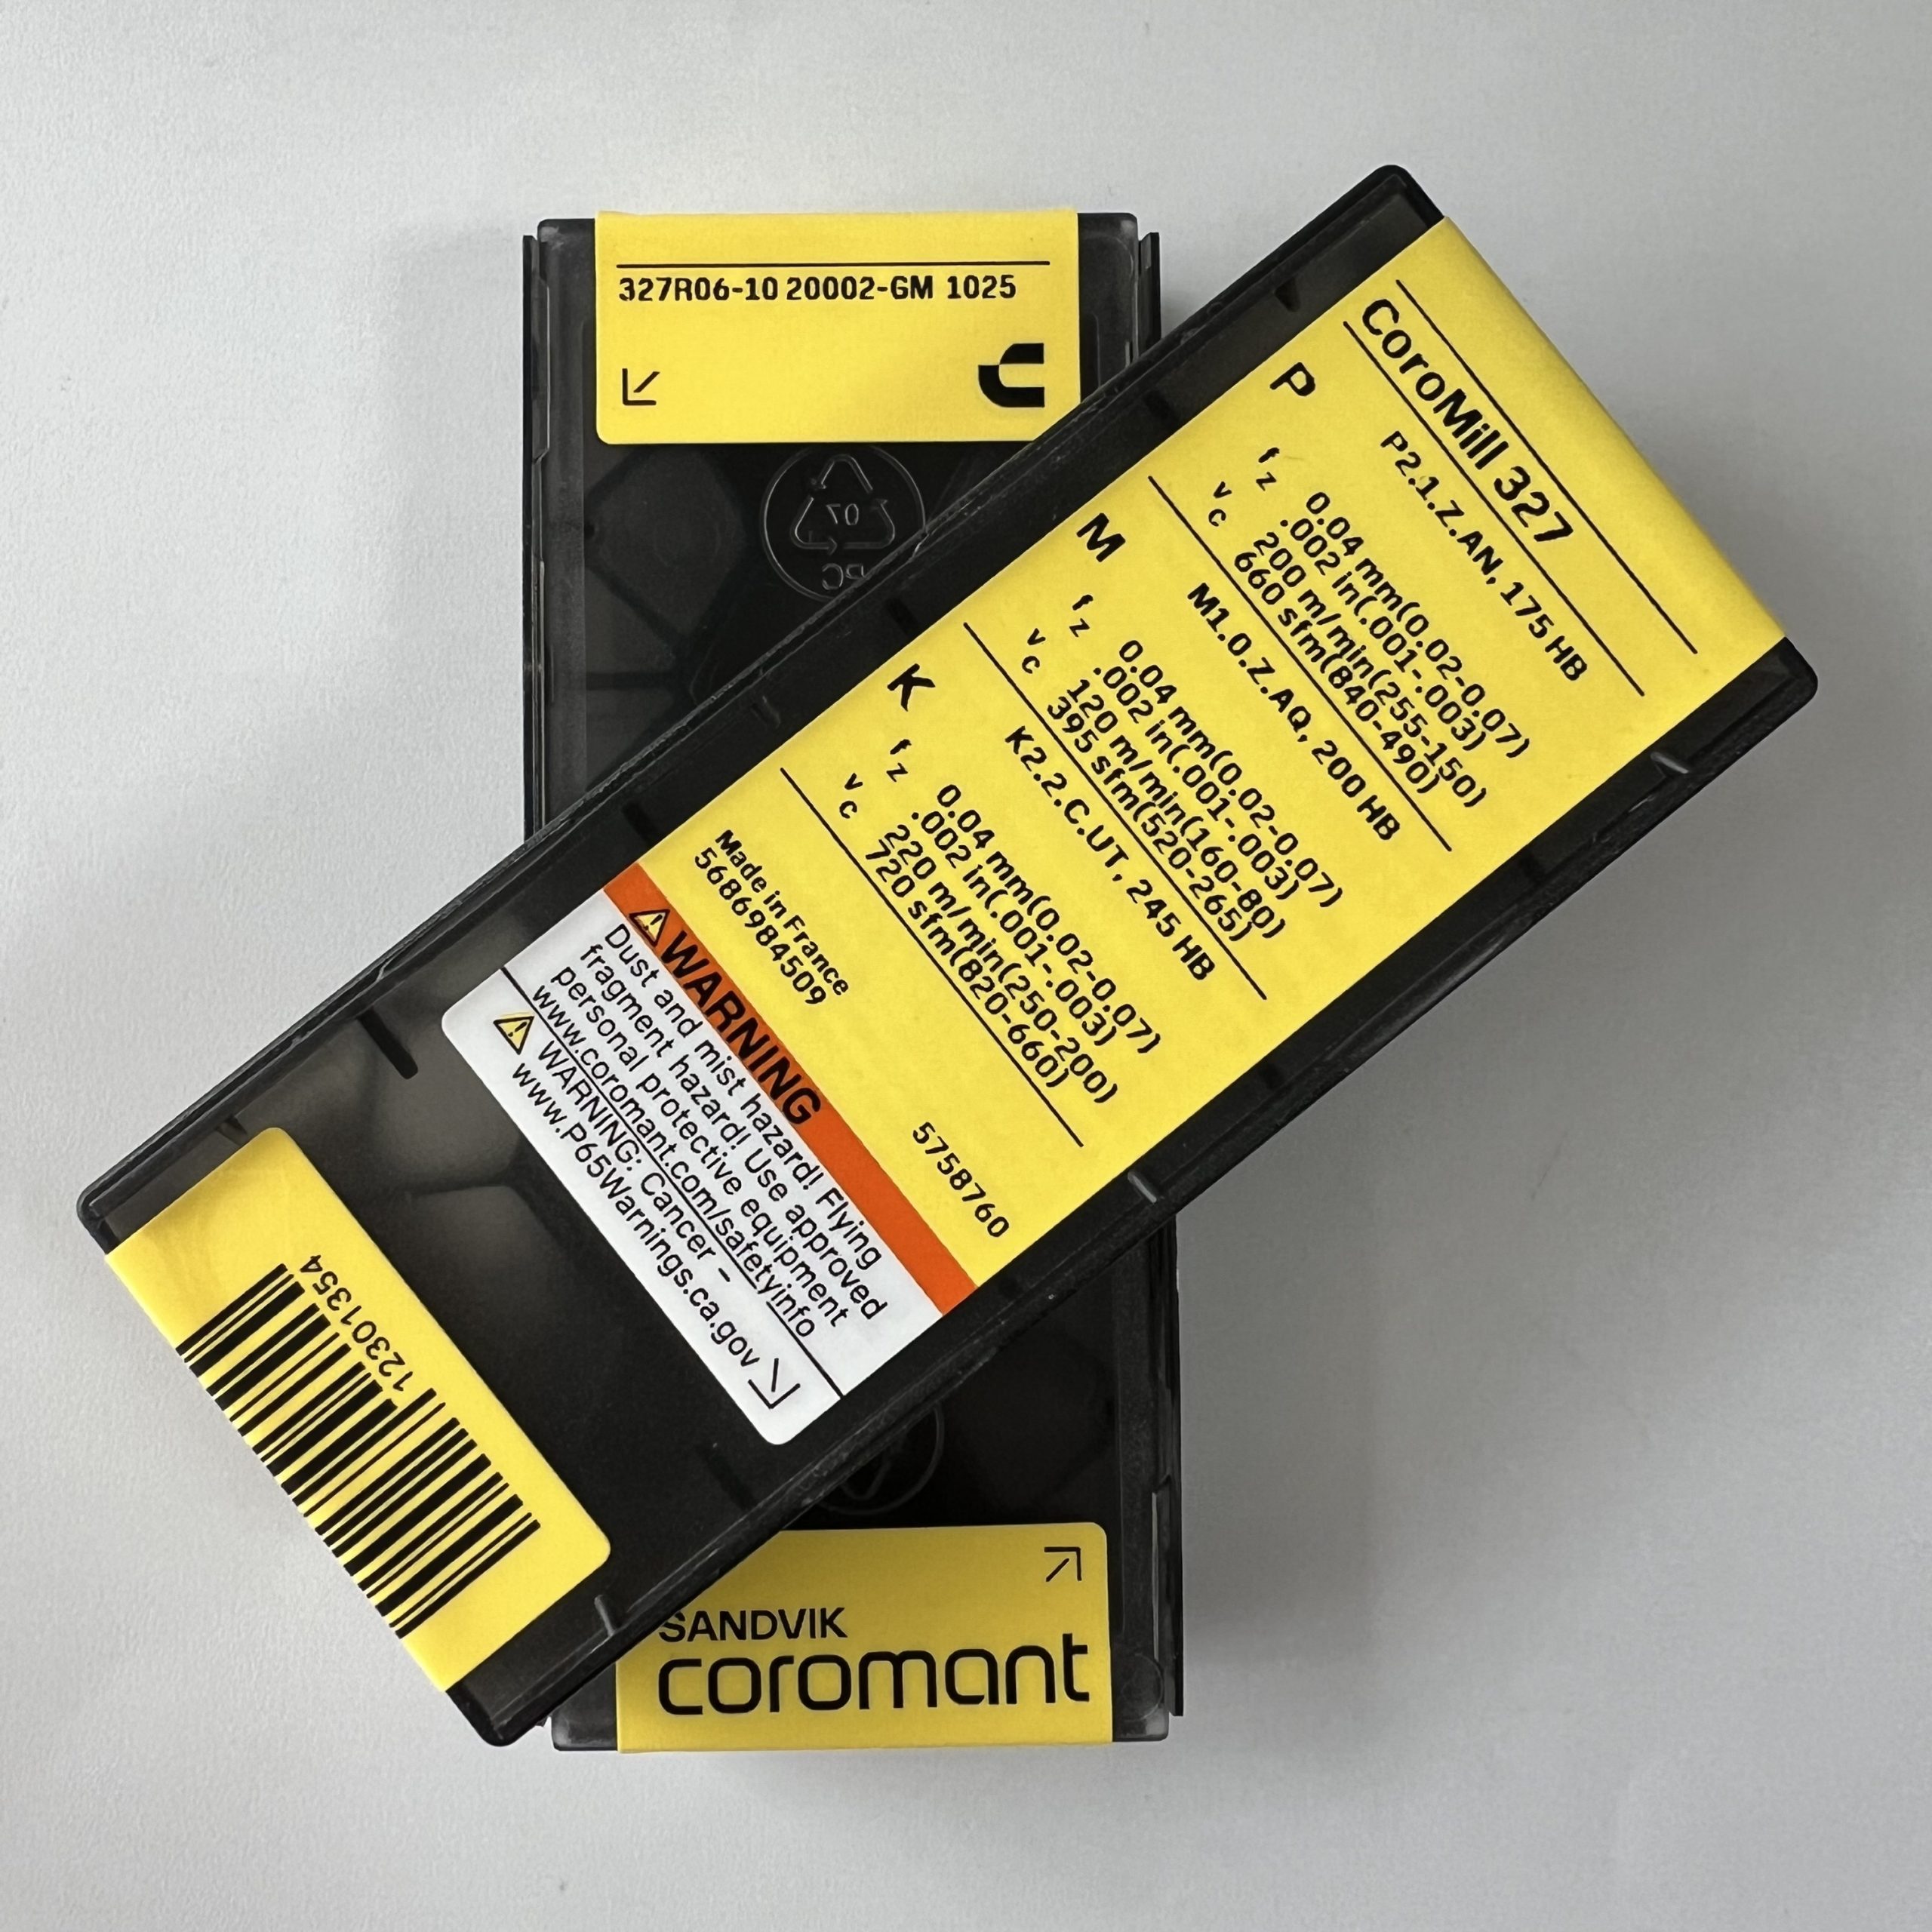 327R06-10 20002-GM 1025
07
PC
CoroMill 327
P
P2.1.Z.AN, 175 HB
fz 0.04 mm(0.02-0.07)
.002 in(.001-.003)
vc 200 m/min(255-150)
660 sfm(840-490)
M
M1.0.Z.AQ, 200 HB
fz 0.04 mm(0.02-0.07)
.002 in(.001-.003)
vc 120 m/min(160-80)
395 sfm(520-265)
K
K2.2.C.UT, 245 HB
fz 0.04 mm(0.02-0.07)
.002 in(.001-.003)
vc 220 m/min(250-200)
720 sfm(820-660)
Made in France
5686984509
5758760
WARNING
Dust and mist hazard! Flying
fragment hazard! Use approved
personal protective equipment
www.coromant.com/safetyinfo
WARNING: Cancer –
www.P65Warnings.ca.gov
12301354
SANDVIK
coromant